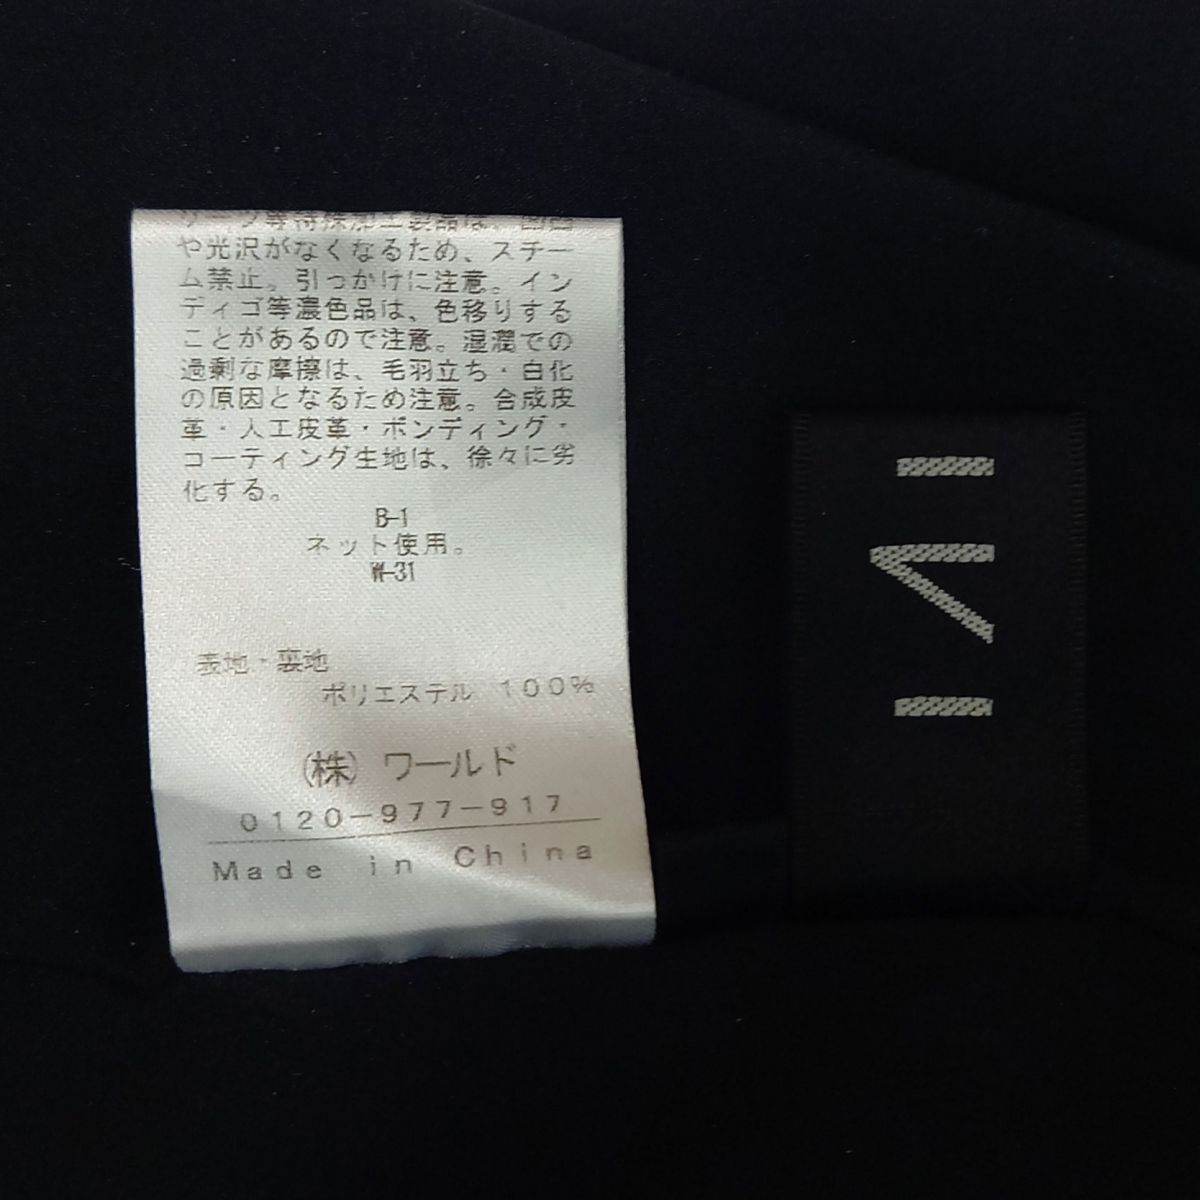 や光沢がなくなるため、スチー
ム禁止。引っかけに注意。イン
ディゴ等濃色品は、色移りする
ことがあるので注意。湿潤での
過剰な摩擦は、毛羽立ち・白化
の原因となるため注意。合成皮
革・人工皮革・ボンディング・
コーティング生地は、徐々に劣
化する。
B-1
ネット使用。
W-31
表地・裏地
ポリエステル 100%
(株) ワールド
0120-977-917
Made in China